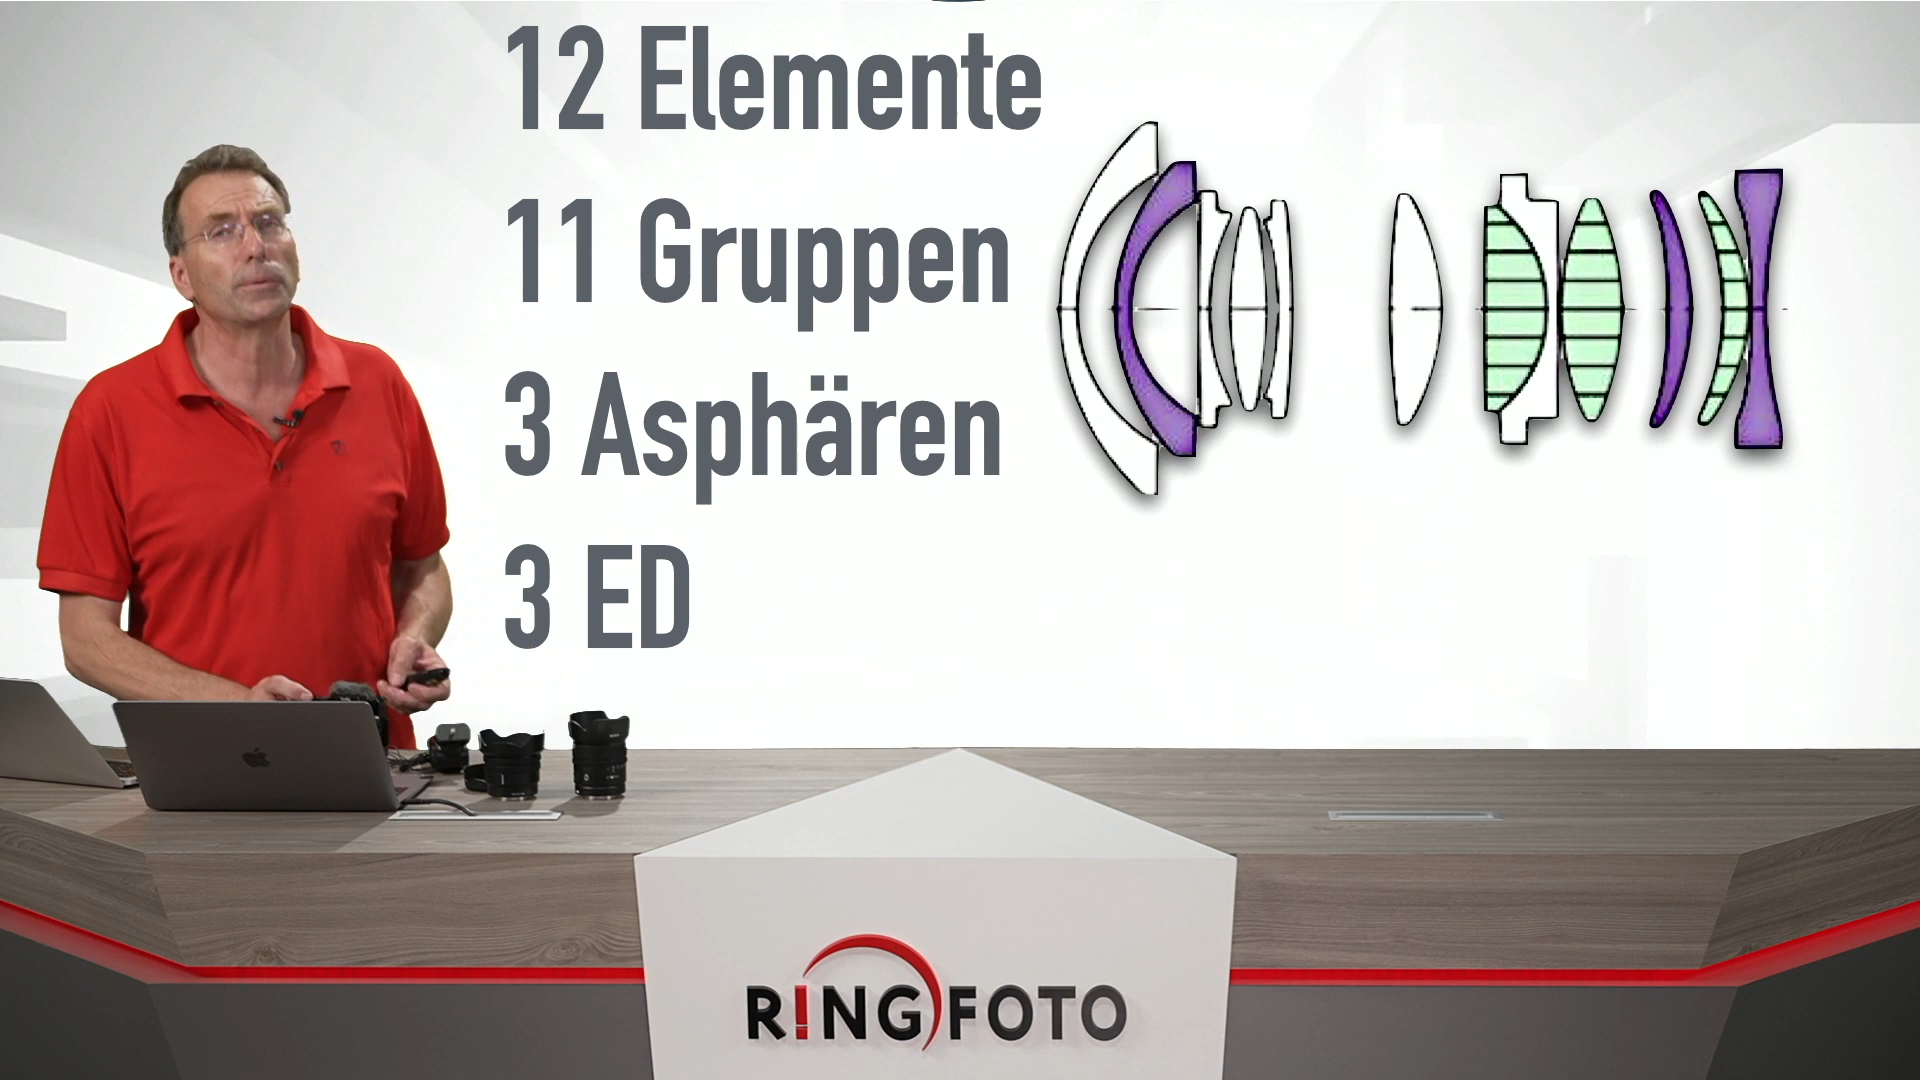 12 Elemente
11 Gruppen
3 Asphären
3 ED
RINGFOTO